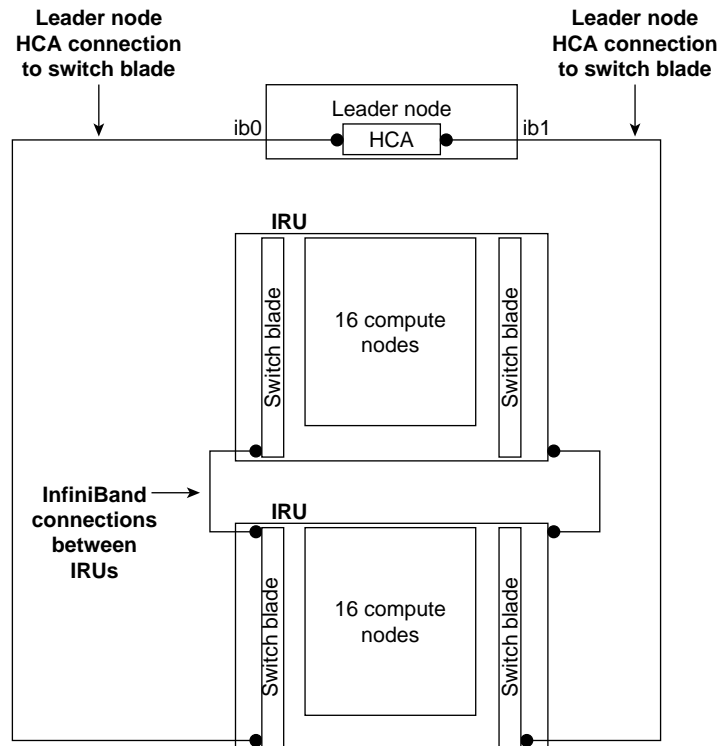 Leader node
HCA connection
to switch blade
Leader node
HCA connection
to switch blade
Leader node
ib0
HCA
ib1
IRU
Switch blade
16 compute
nodes
Switch blade
InfiniBand
connections
between
IRUs
IRU
Switch blade
16 compute
nodes
Switch blade